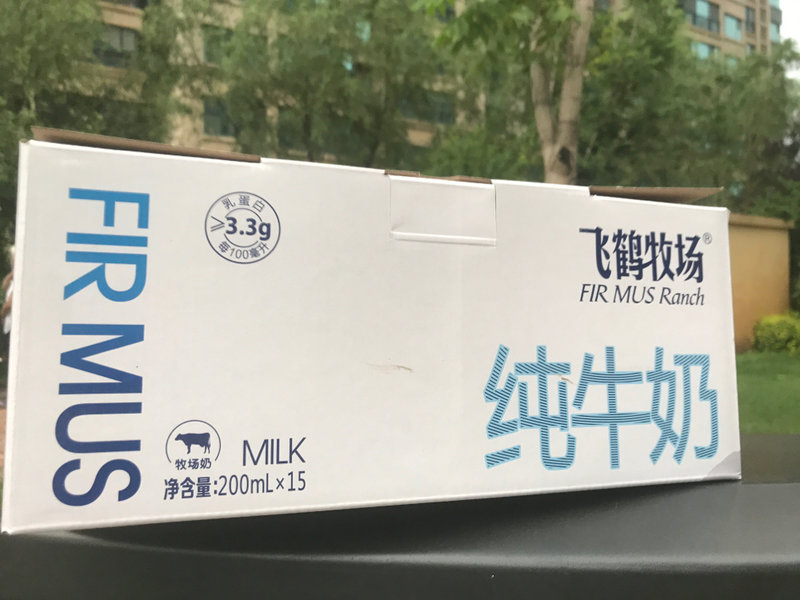 FIR MUS
乳蛋白
≥3.3g
每100毫升
飞鹤牧场®
FIR MUS Ranch
纯牛奶
牧场奶
MILK
净含量:200mL×15